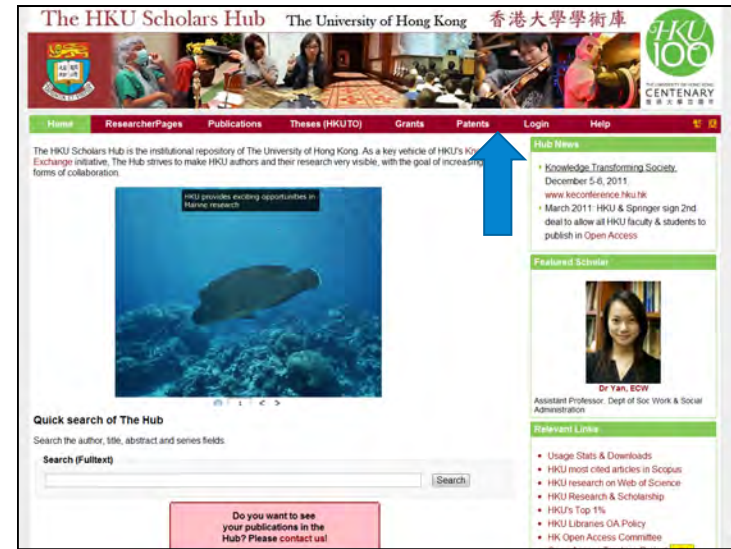 The HKU Scholars Hub The University of Hong Kong 香港大學學術庫
HKU
100
CENTENARY
Home ResearcherPages Publications Theses (HKUTO) Grants Patents Login Help 繁 簡
The HKU Scholars Hub is the institutional repository of The University of Hong Kong. As a key vehicle of HKU's
Exchange initiative, The Hub strives to make HKU authors and their research very visible, with the goal of increasing
forms of collaboration.
HKU provides exciting opportunities in
Marine research
1 < >
Quick search of The Hub
Search the author, title, abstract and series fields.
Search (Fulltext)
Search
Do you want to see
your publications in the
Hub? Please contact us!
Hub News
Knowledge Transforming Society,
December 5-6, 2011
www.keconference.hku.hk
March 2011: HKU & Springer sign 2nd
deal to allow all HKU faculty & students to
publish in Open Access
Featured Scholar
Dr Yan, ECW
Assistant Professor, Dept of Soc Work & Social
Administration
Relevant Links
Usage Stats & Downloads
HKU most cited articles in Scopus
HKU research on Web of Science
HKU Research & Scholarship
HKU's Top 1%
HKU Libraries OA Policy
HK Open Access Committee